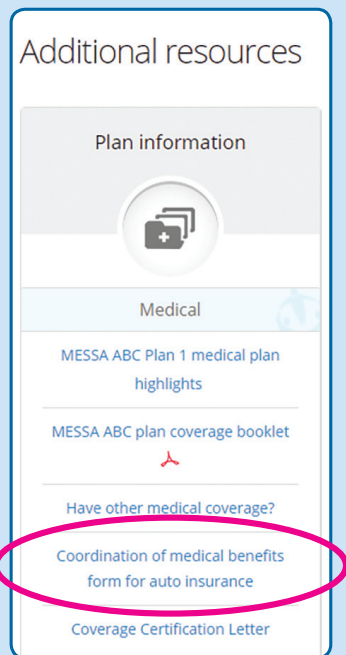 Additional resources
Plan information
Medical
MESSA ABC Plan 1 medical plan
highlights
MESSA ABC plan coverage booklet
Have other medical coverage?
Coordination of medical benefits
form for auto insurance
Coverage Certification Letter